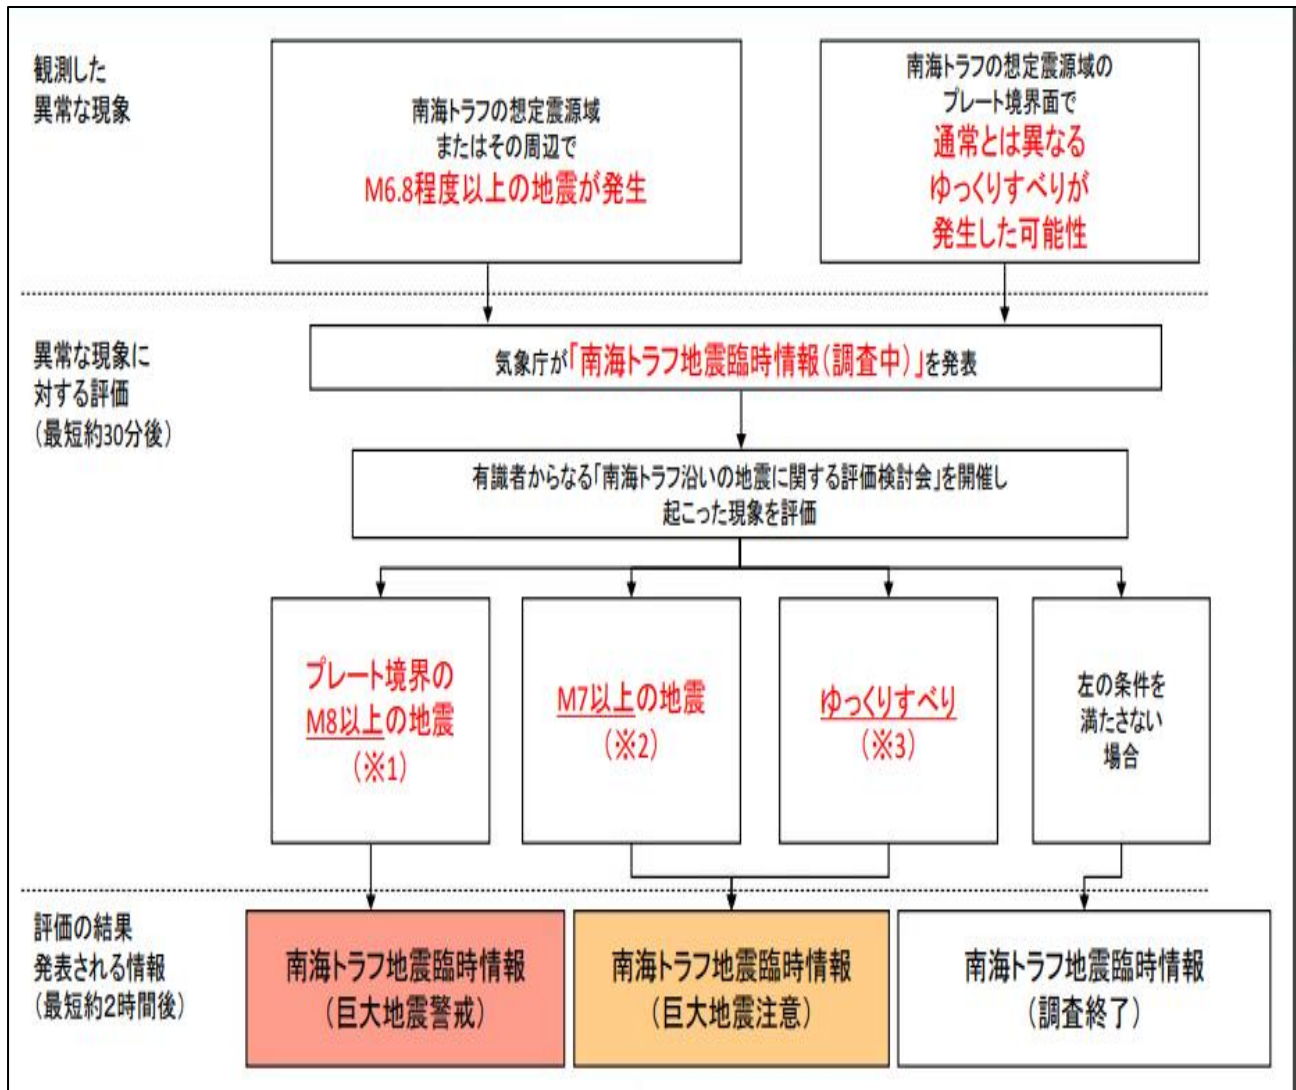 観測した
異常な現象
南海トラフの想定震源域
またはその周辺で
M6.8程度以上の地震が発生
南海トラフの想定震源域の
プレート境界面で
通常とは異なる
ゆっくりすべりが
発生した可能性
異常な現象に
対する評価
（最短約30分後）
気象庁が「南海トラフ地震臨時情報（調査中）」を発表
有識者からなる「南海トラフ沿いの地震に関する評価検討会」を開催し
起こった現象を評価
プレート境界の
M8以上の地震
（※1）
M7以上の地震
（※2）
ゆっくりすべり
（※3）
左の条件を
満たさない
場合
評価の結果
発表される情報
（最短約2時間後）
南海トラフ地震臨時情報
（巨大地震警戒）
南海トラフ地震臨時情報
（巨大地震注意）
南海トラフ地震臨時情報
（調査終了）